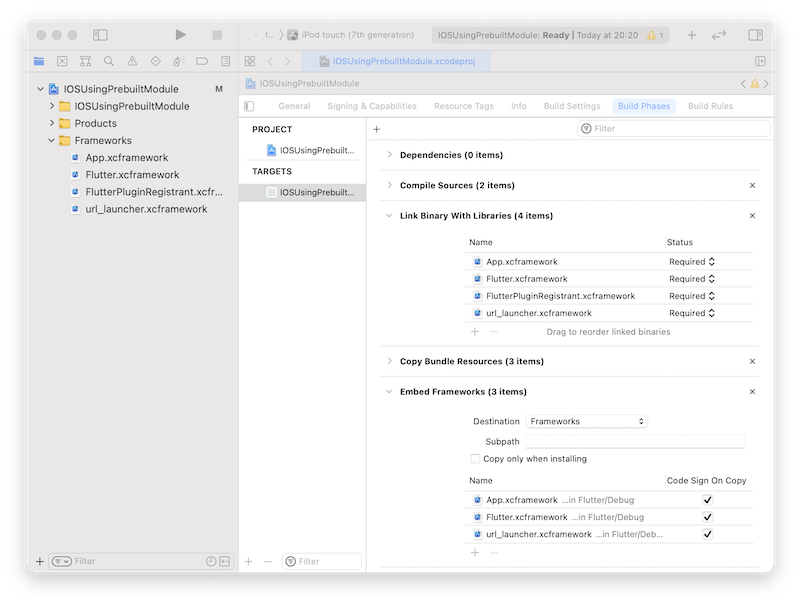 I... iPod touch (7th generation)
IOSUsingPrebuiltModule: Ready | Today at 20:20 1
IOSUsingPrebuiltModule.xcodeproj
IOSUsingPrebuiltModule M
IOSUsingPrebuiltModule
Products
Frameworks
App.xcframework
Flutter.xcframework
FlutterPluginRegistrant.xcfr...
url_launcher.xcframework
Filter
IOSUsingPrebuiltModule
General Signing & Capabilities Resource Tags Info Build Settings Build Phases Build Rules
PROJECT
IOSUsingPrebuilt...
TARGETS
IOSUsingPrebuilt...
Filter
Filter
Dependencies (0 items)
Compile Sources (2 items)
Link Binary With Libraries (4 items)
Name Status
App.xcframework Required
Flutter.xcframework Required
FlutterPluginRegistrant.xcframework Required
url_launcher.xcframework Required
Drag to reorder linked binaries
Copy Bundle Resources (3 items)
Embed Frameworks (3 items)
Destination Frameworks
Subpath
Copy only when installing
Name Code Sign On Copy
App.xcframework ...in Flutter/Debug
Flutter.xcframework ...in Flutter/Debug
url_launcher.xcframework ...in Flutter/Deb...